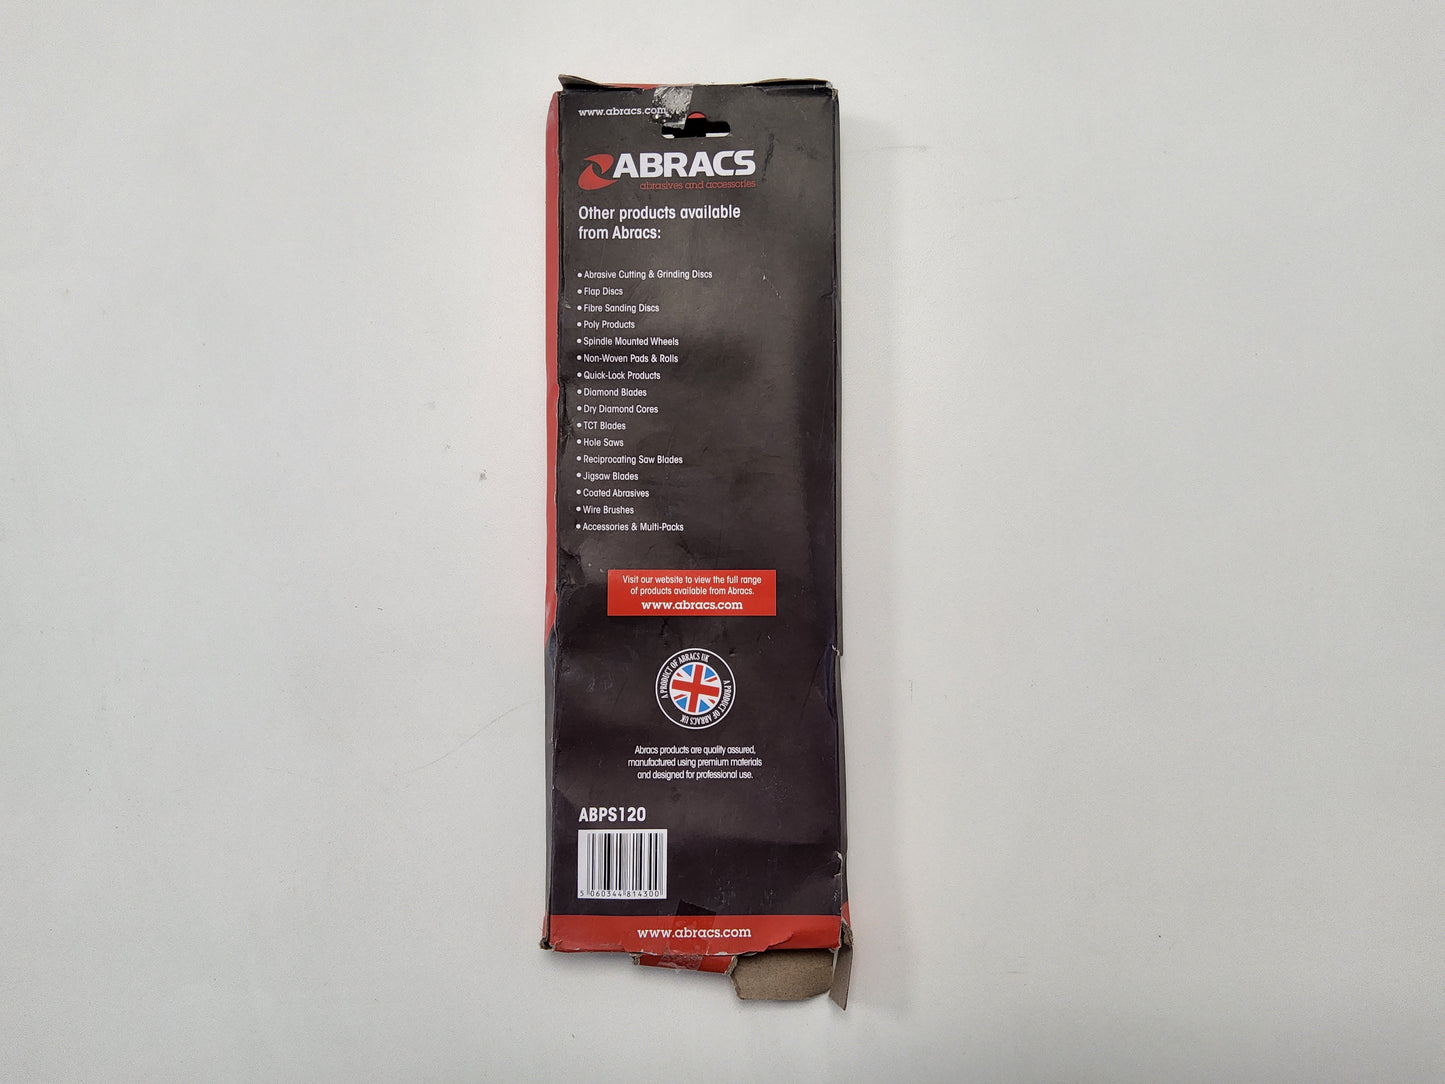 www.abracs.com
ABRACS
abrasives and accessories
Other products available
from Abracs:
• Abrasive Cutting & Grinding Discs
• Flap Discs
• Fibre Sanding Discs
• Poly Products
• Spindle Mounted Wheels
• Non-Woven Pads & Rolls
• Quick-Lock Products
• Diamond Blades
• Dry Diamond Cores
• TCT Blades
• Hole Saws
• Reciprocating Saw Blades
• Jigsaw Blades
• Coated Abrasives
• Wire Brushes
• Accessories & Multi-Packs
Visit our website to view the full range
of products available from Abracs.
www.abracs.com
A PRODUCT OF ABRACS UK
A PRODUCT OF ABRACS UK
Abracs products are quality assured,
manufactured using premium materials
and designed for professional use.
ABPS120
5 060344 814300
www.abracs.com